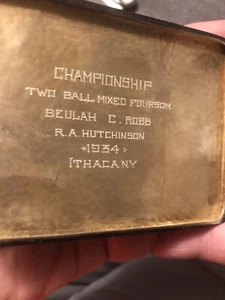 CHAMPIONSHIP
TWO BALL MIXED FOURSOM
BEULAH C. ROBB
R.A. HUTCHINSON
*1934*
ITHACA NY